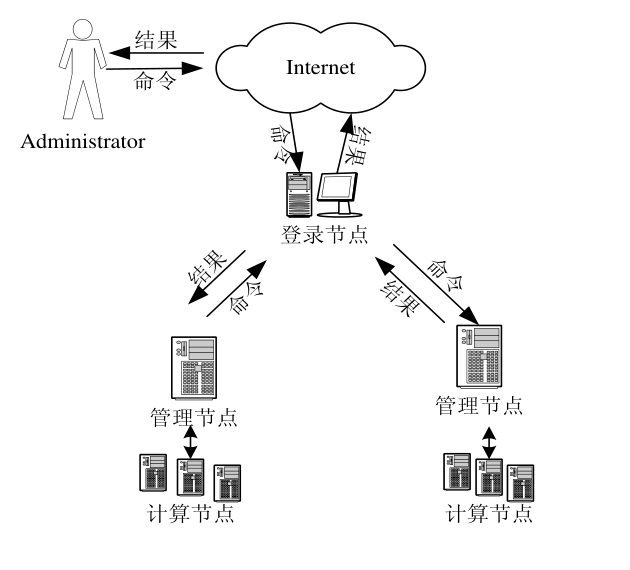 结果
Internet
命令
Administrator
命令
结果
登录节点
结果
命令
命令
结果
管理节点
管理节点
计算节点
计算节点